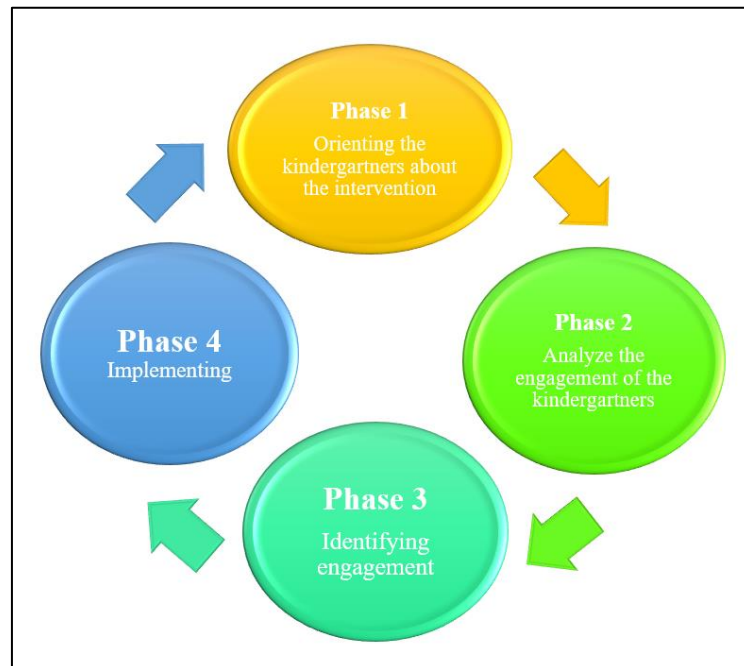 Phase 1
Orienting the
kindergartners about
the intervention
Phase 2
Analyze the
engagement of the
kindergartners
Phase 3
Identifying
engagement
Phase 4
Implementing